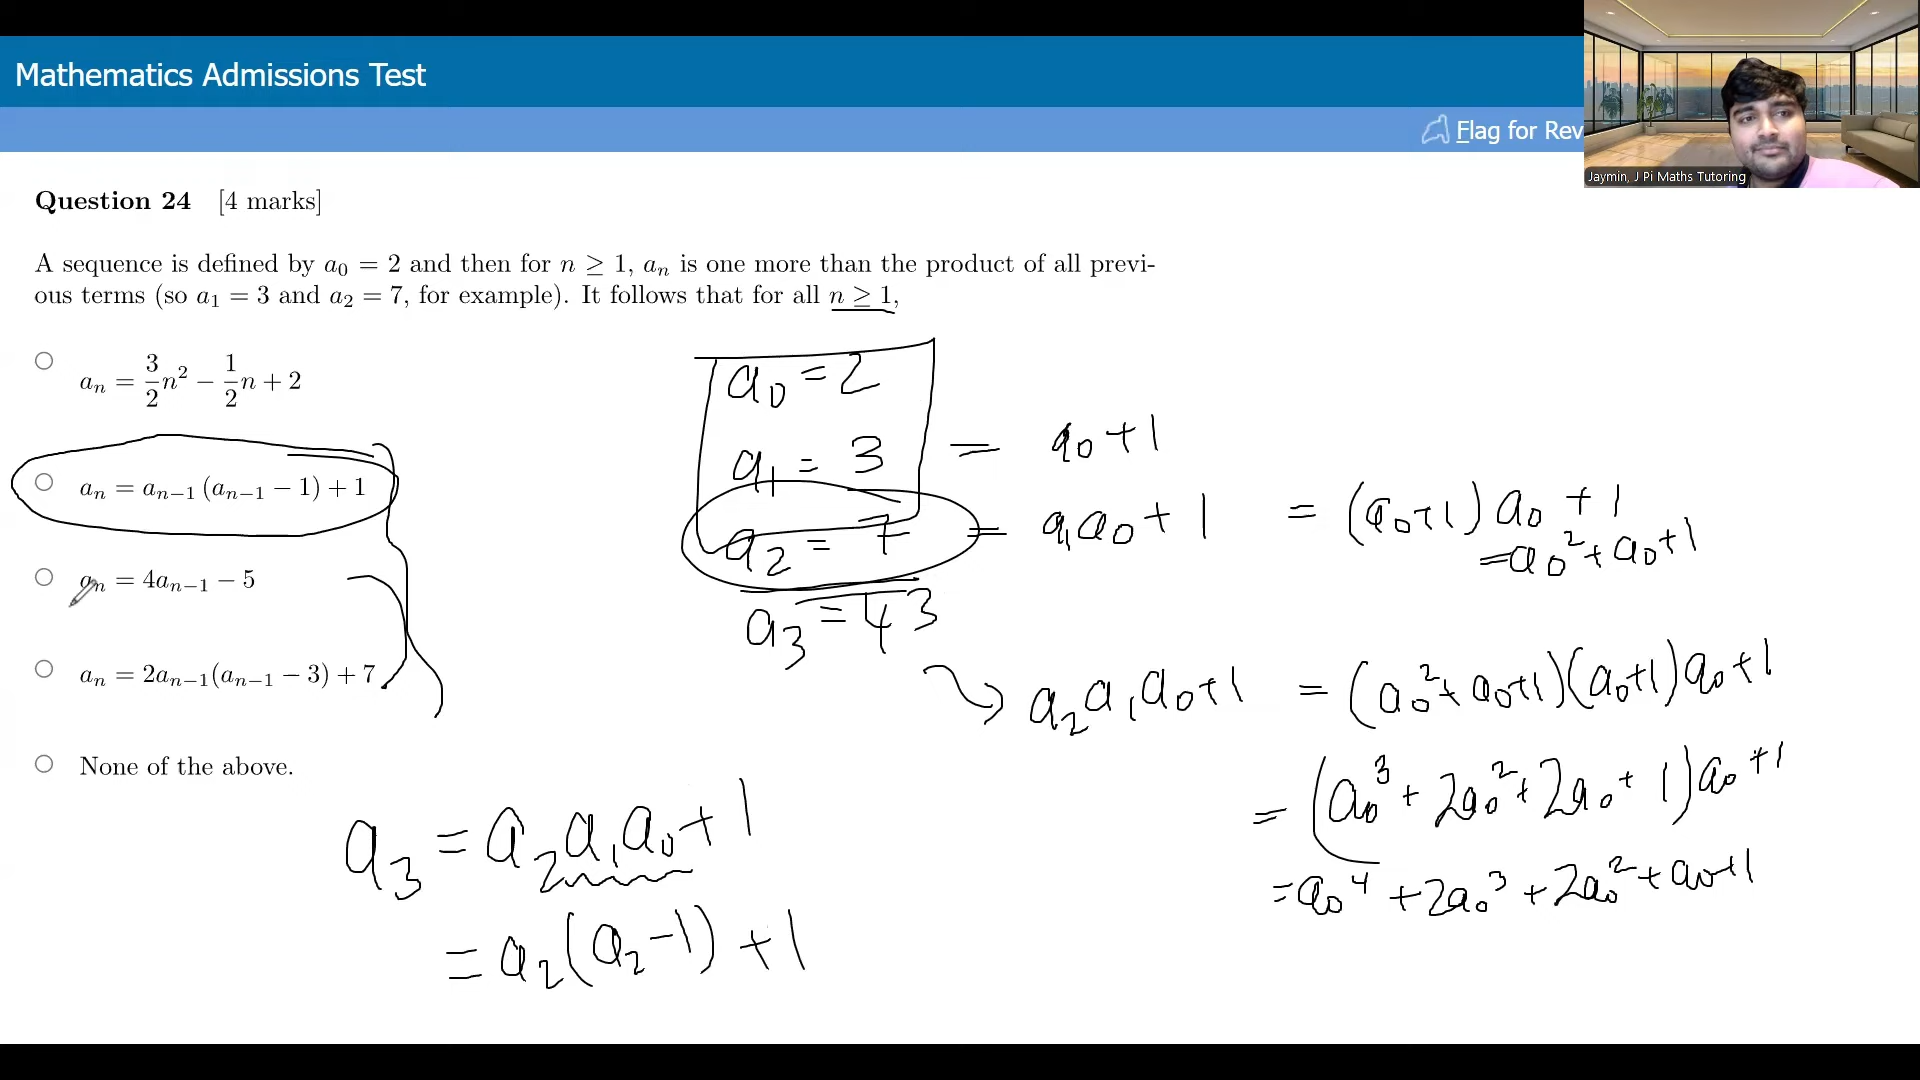 Mathematics Admissions Test
Flag for Rev
Jaymin, J Pi Maths Tutoring
Question 24 [4 marks]
A sequence is defined by a₀ = 2 and then for n ≥ 1, aₙ is one more than the product of all previ-
ous terms (so a₁ = 3 and a₂ = 7, for example). It follows that for all n ≥ 1,
aₙ = 3/2 n² − 1/2 n + 2
aₙ = aₙ₋₁ (aₙ₋₁ − 1) + 1
aₙ = 4aₙ₋₁ − 5
aₙ = 2aₙ₋₁(aₙ₋₁ − 3) + 7
None of the above.
a₀ = 2
a₁ = 3 = a₀ + 1
a₂ = 7 = a₁a₀ + 1 = (a₀+1) a₀ + 1
= a₀² + a₀ + 1
a₃ = 43
a₂a₁a₀+1 = (a₀² + a₀+1)(a₀+1)a₀+1
= (a₀³ + 2a₀² + 2a₀ + 1)a₀ + 1
= a₀⁴ + 2a₀³ + 2a₀² + a₀+1
a₃ = a₂a₁a₀ + 1
= a₂(a₂−1) + 1